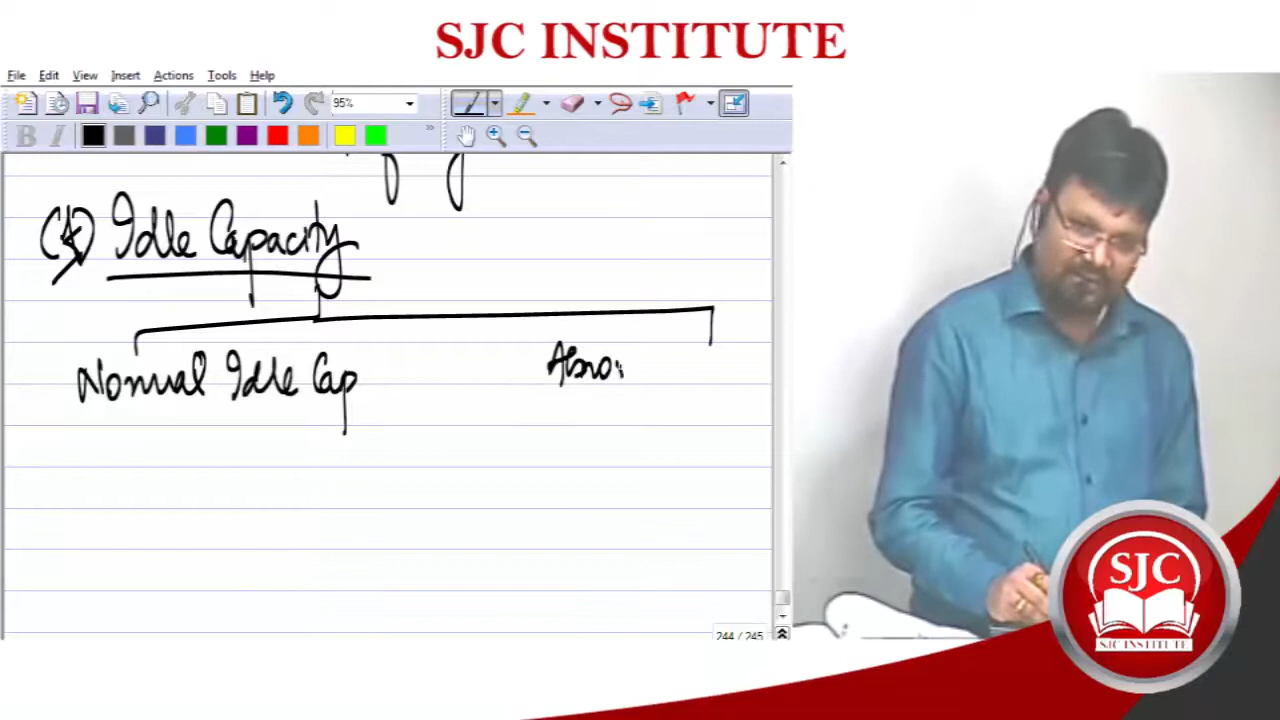 SJC INSTITUTE
File Edit View Insert Actions Tools Help
95%
B I
(*) Idle Capacity
Normal Idle Cap
Abno
244 / 245
SJC
SJC INSTITUTE